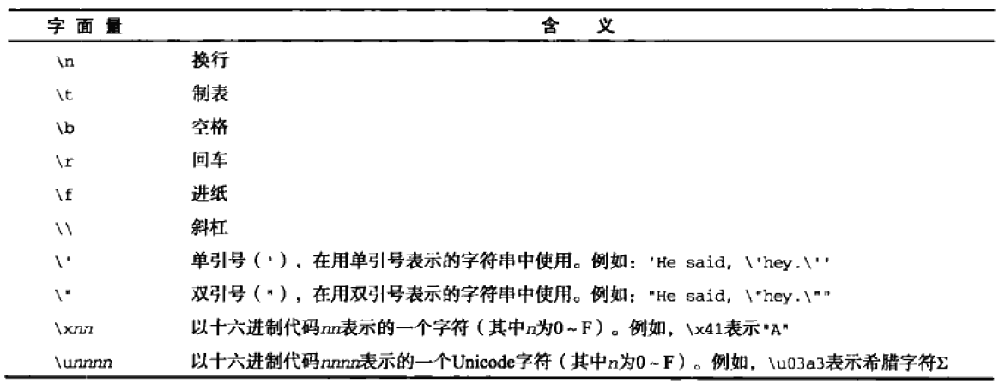 字 面 量 含 义
\n 换行
\t 制表
\b 空格
\r 回车
\f 进纸
\\ 斜杠
\' 单引号（'），在用单引号表示的字符串中使用。例如：'He said, \'hey.\''
\" 双引号（"），在用双引号表示的字符串中使用。例如："He said, \"hey.\""
\xnn 以十六进制代码nn表示的一个字符（其中n为0~F）。例如，\x41表示"A"
\unnnn 以十六进制代码nnnn表示的一个Unicode字符（其中n为0~F）。例如，\u03a3表示希腊字符Σ